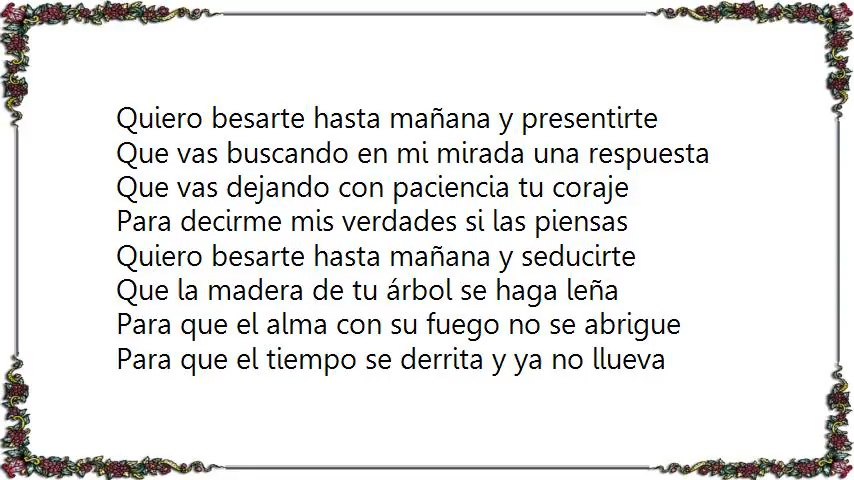 Quiero besarte hasta mañana y presentirte
Que vas buscando en mi mirada una respuesta
Que vas dejando con paciencia tu coraje
Para decirme mis verdades si las piensas
Quiero besarte hasta mañana y seducirte
Que la madera de tu árbol se haga leña
Para que el alma con su fuego no se abrigue
Para que el tiempo se derrita y ya no llueva